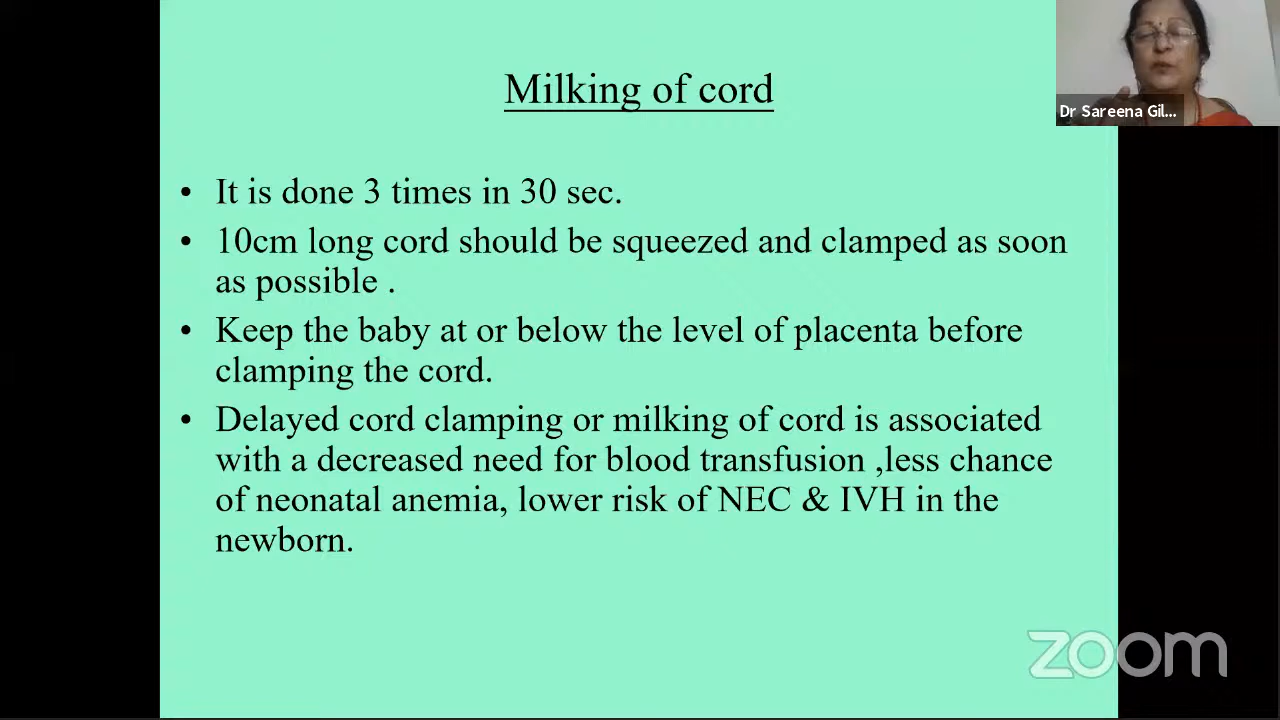 Milking of cord
Dr Sareena Gil...
• It is done 3 times in 30 sec.
• 10cm long cord should be squeezed and clamped as soon
as possible .
• Keep the baby at or below the level of placenta before
clamping the cord.
• Delayed cord clamping or milking of cord is associated
with a decreased need for blood transfusion ,less chance
of neonatal anemia, lower risk of NEC & IVH in the
newborn.
zoom